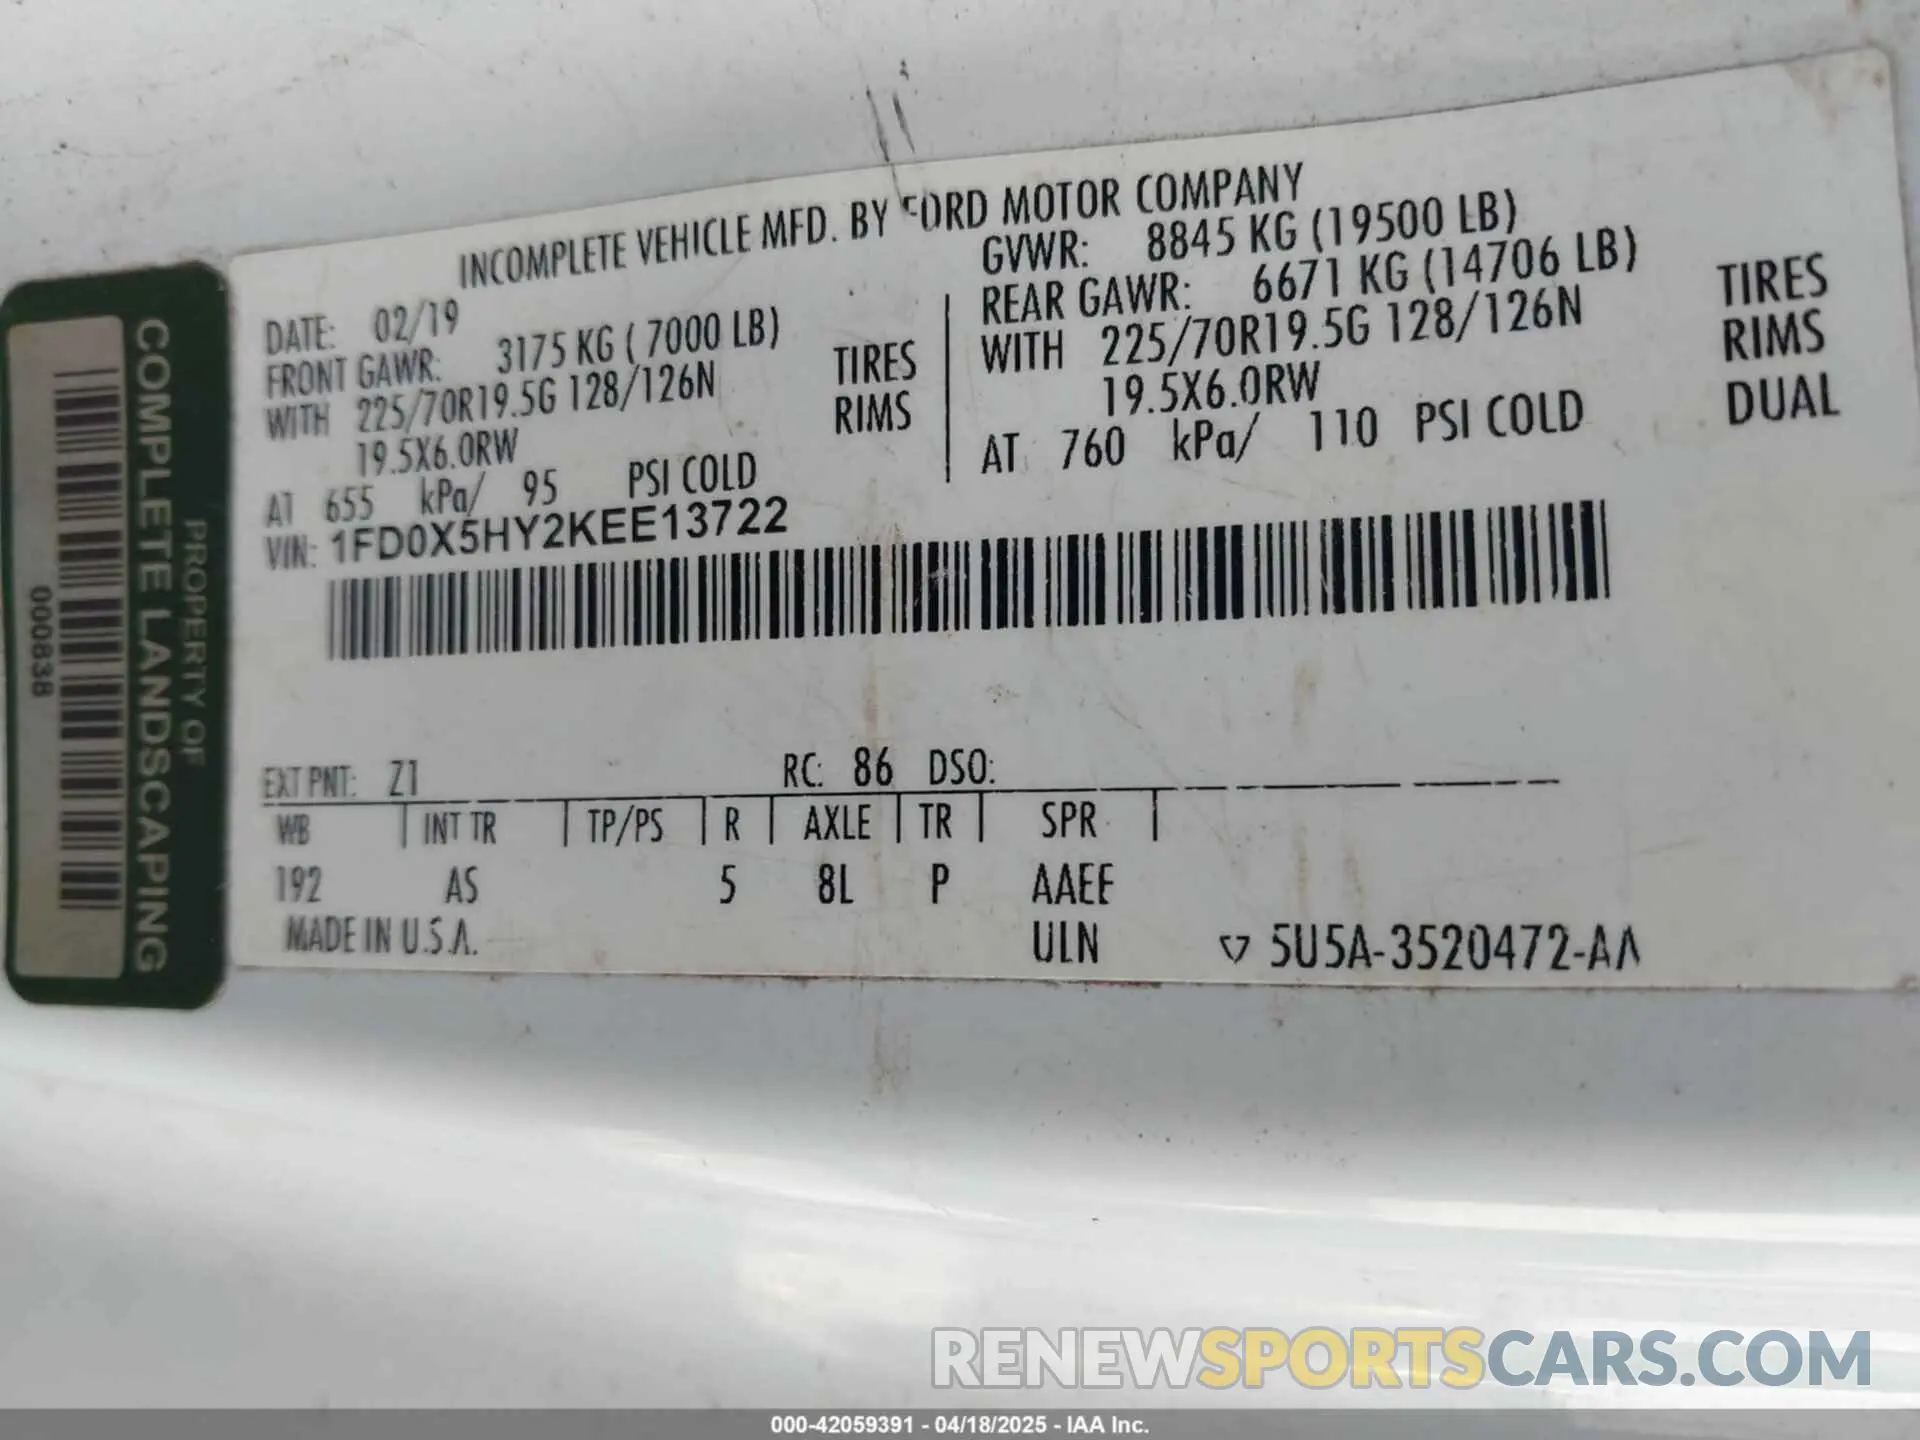 INCOMPLETE VEHICLE MFD. BY FORD MOTOR COMPANY
DATE: 02/19
GVWR: 8845 KG (19500 LB)
FRONT GAWR: 3175 KG ( 7000 LB)
REAR GAWR: 6671 KG (14706 LB)
WITH 225/70R19.5G 128/126N TIRES
19.5X6.0RW RIMS
AT 655 kPa/ 95 PSI COLD
WITH 225/70R19.5G 128/126N TIRES
19.5X6.0RW RIMS
AT 760 kPa/ 110 PSI COLD DUAL
VIN: 1FD0X5HY2KEE13722
EXT PNT: Z1 RC: 86 DSO:
WB INT TR TP/PS R AXLE TR SPR
192 AS 5 8L P AAEE
MADE IN U.S.A. ULN 5U5A-3520472-AA
PROPERTY OF
COMPLETE LANDSCAPING
000838
RENEWSPORTSCARS.COM
000-42059391 - 04/18/2025 - IAA Inc.